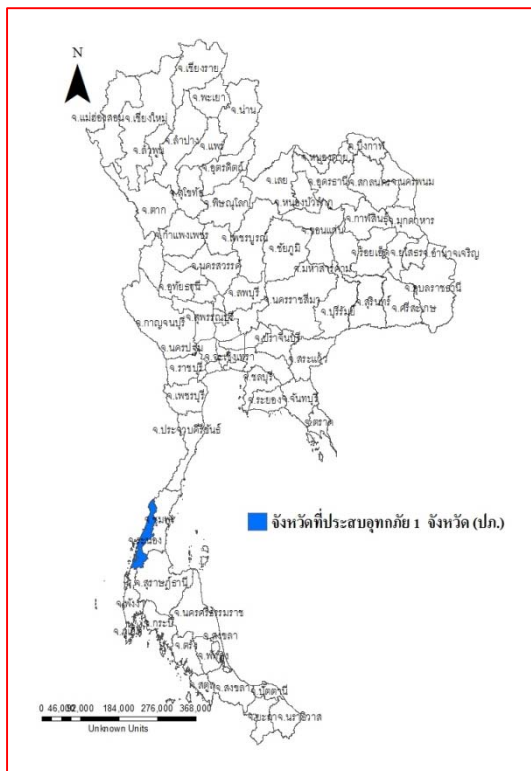 N
จ.เชียงราย
จ.พะเยา
จ.น่าน
จ.แม่ฮ่องสอน จ.เชียงใหม่
จ.ลำปาง จ.แพร่
จ.ลำพูน
จ.อุตรดิตถ์
จ.บึงกาฬ
จ.หนองคาย
จ.เลย จ.อุดรธานี จ.สกลนคร จ.นครพนม
จ.สุโขทัย
จ.ตาก จ.พิษณุโลก จ.หนองบัวลำภู
จ.กาฬสินธุ์ จ.มุกดาหาร
จ.กำแพงเพชร จ.เพชรบูรณ์ จ.ขอนแก่น
จ.ชัยภูมิ จ.ร้อยเอ็ด จ.ยโสธร จ.อำนาจเจริญ
จ.นครสวรรค์ จ.มหาสารคาม
จ.อุทัยธานี จ.ลพบุรี จ.นครราชสีมา จ.บุรีรัมย์ จ.สุรินทร์ จ.ศรีสะเกษ จ.อุบลราชธานี
จ.กาญจนบุรี จ.สุพรรณบุรี
จ.ปราจีนบุรี
จ.นครปฐม จ.ฉะเชิงเทรา จ.สระแก้ว
จ.ราชบุรี
จ.ชลบุรี
จ.เพชรบุรี จ.ระยอง จ.จันทบุรี
จ.ตราด
จ.ประจวบคีรีขันธ์
จ.ชุมพร
จังหวัดที่ประสบอุทกภัย 1 จังหวัด (ปภ.)
จ.ระนอง
จ.สุราษฎร์ธานี
จ.พังงา
จ.นครศรีธรรมราช
จ.กระบี่
จ.สงขลา
จ.ตรัง
จ.สงขลา จ.ปัตตานี
จ.นราธิวาส
0 46,000 92,000 184,000 276,000 368,000
Unknown Units